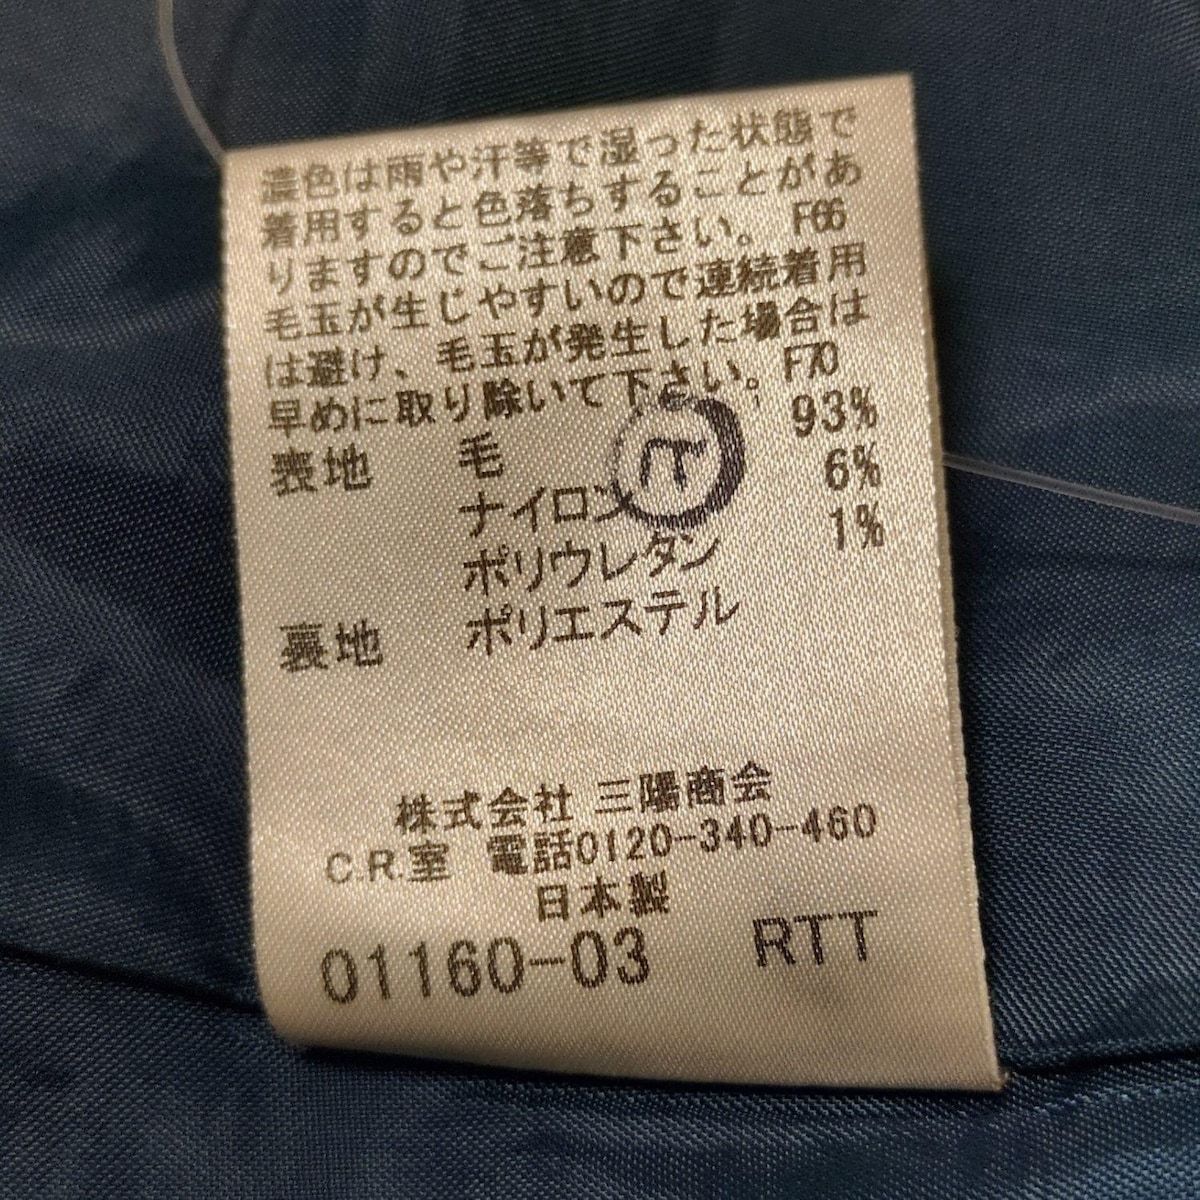 濃色は雨や汗等で湿った状態で
着用すると色落ちすることがあ
りますのでご注意下さい。 F66
毛玉が生じやすいので連続着用
は避け、毛玉が発生した場合は
早めに取り除いて下さい。 F70
表地 毛 93%
ナイロン 6%
ポリウレタン 1%
裏地 ポリエステル
株式会社 三陽商会
C.R.室 電話0120-340-460
日本製
01160-03 RTT